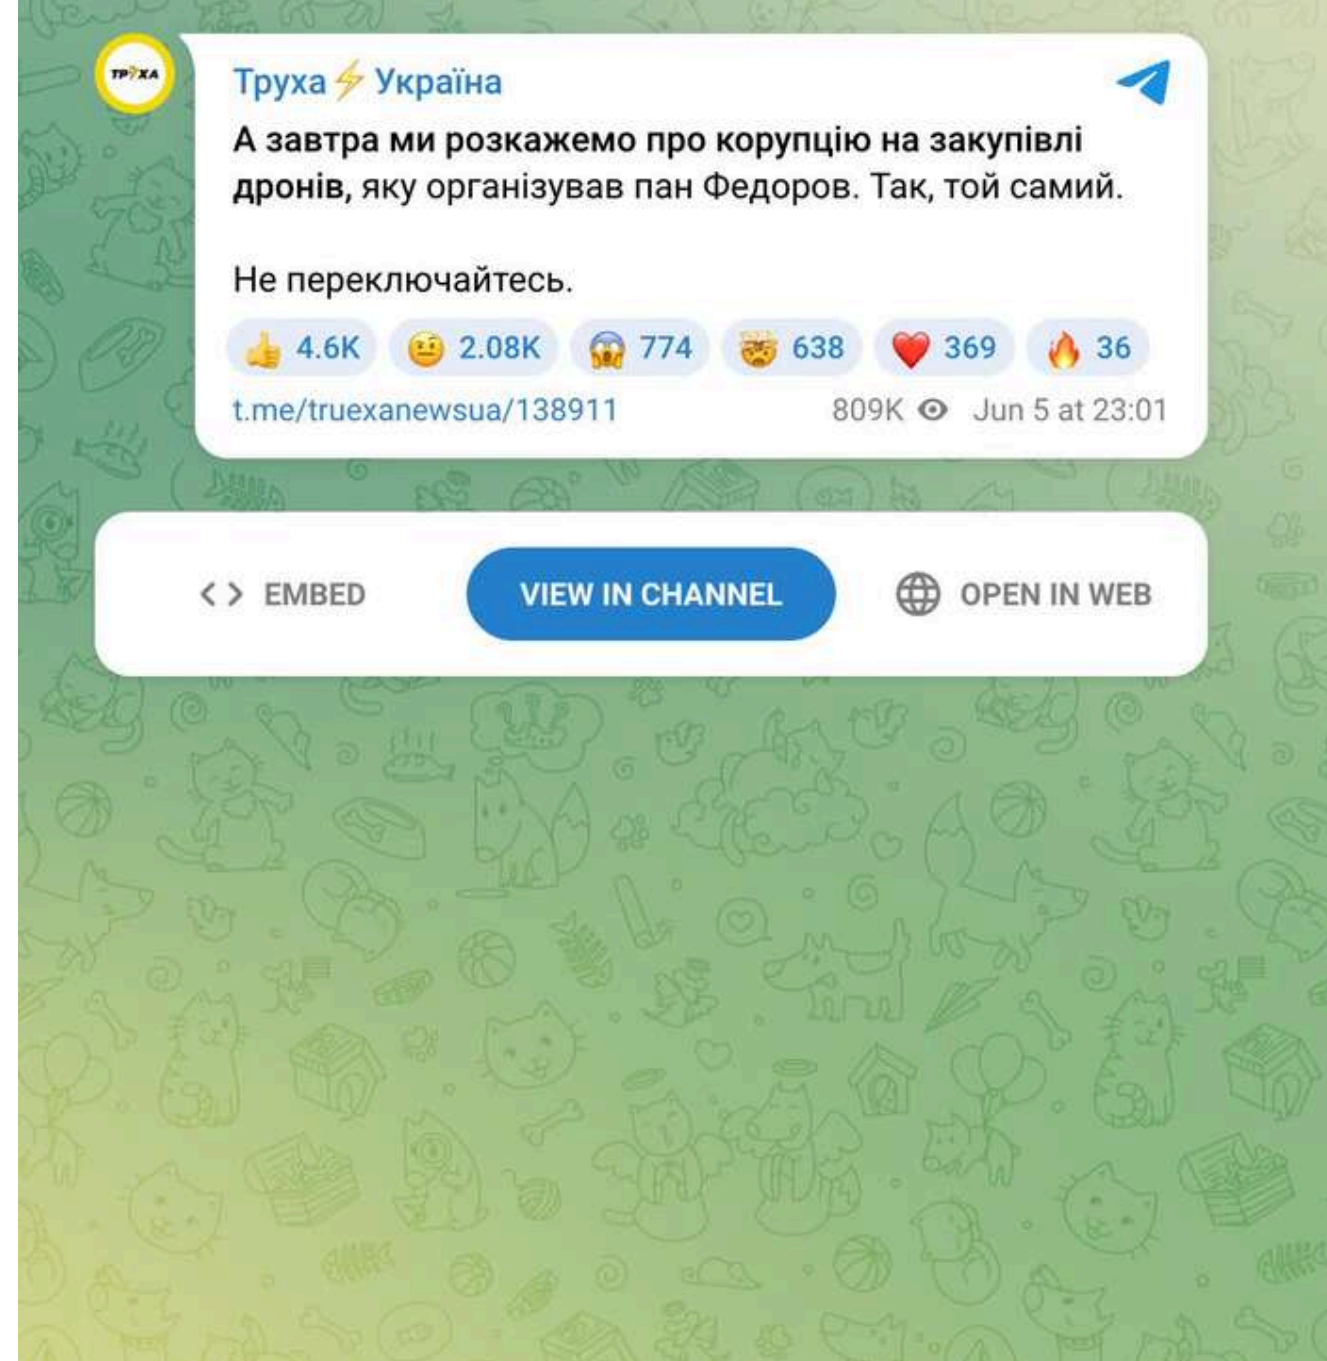 ТРУХА
Труха⚡Україна
А завтра ми розкажемо про корупцію на закупівлі
дронів, яку організував пан Федоров. Так, той самий.
Не переключайтесь.
👍 4.6K 🤨 2.08K 😱 774 🤯 638 ❤️ 369 🔥 36
t.me/truexanewsua/138911 809K Jun 5 at 23:01
<> EMBED VIEW IN CHANNEL OPEN IN WEB